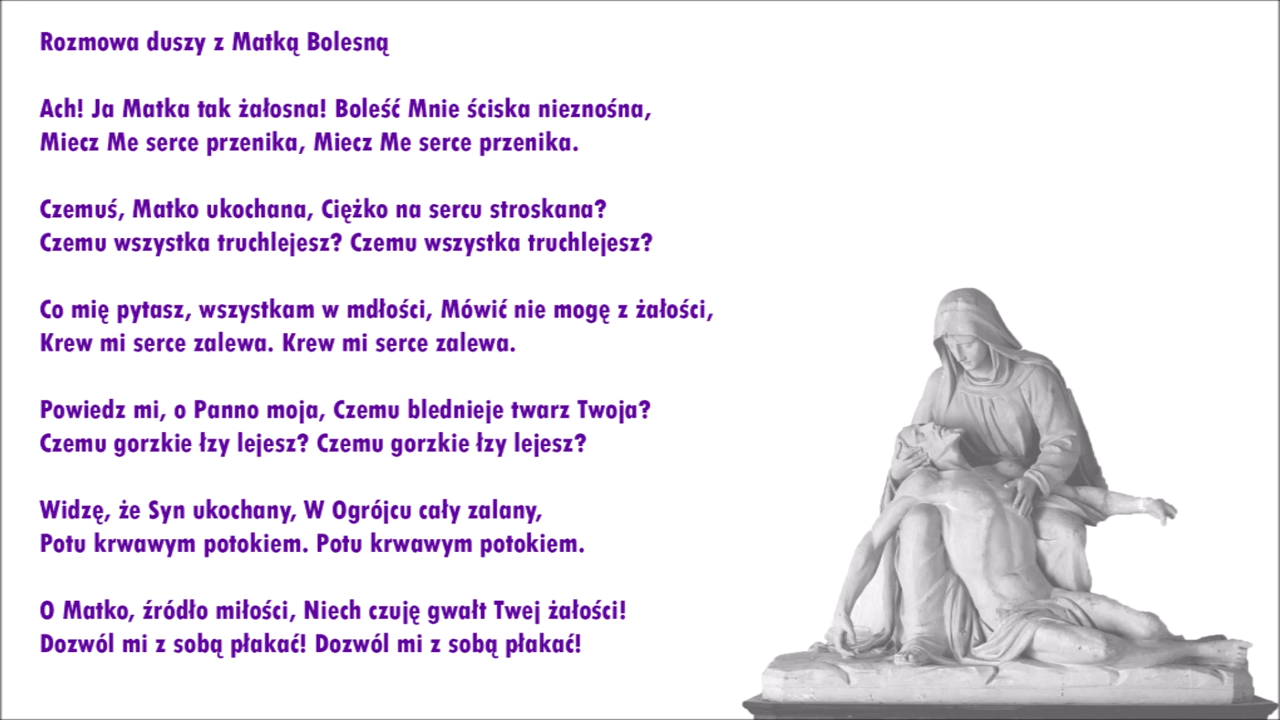 Rozmowa duszy z Matką Bolesną
Ach! Ja Matka tak żałosna! Boleść Mnie ściska nieznośna,
Miecz Me serce przenika, Miecz Me serce przenika.
Czemuś, Matko ukochana, Ciężko na sercu stroskana?
Czemu wszystka truchlejesz? Czemu wszystka truchlejesz?
Co mię pytasz, wszystkam w mdłości, Mówić nie mogę z żałości,
Krew mi serce zalewa. Krew mi serce zalewa.
Powiedz mi, o Panno moja, Czemu blednieje twarz Twoja?
Czemu gorzkie łzy lejesz? Czemu gorzkie łzy lejesz?
Widzę, że Syn ukochany, W Ogrójcu cały zalany,
Potu krwawym potokiem. Potu krwawym potokiem.
O Matko, źródło miłości, Niech czuję gwałt Twej żałości!
Dozwól mi z sobą płakać! Dozwól mi z sobą płakać!